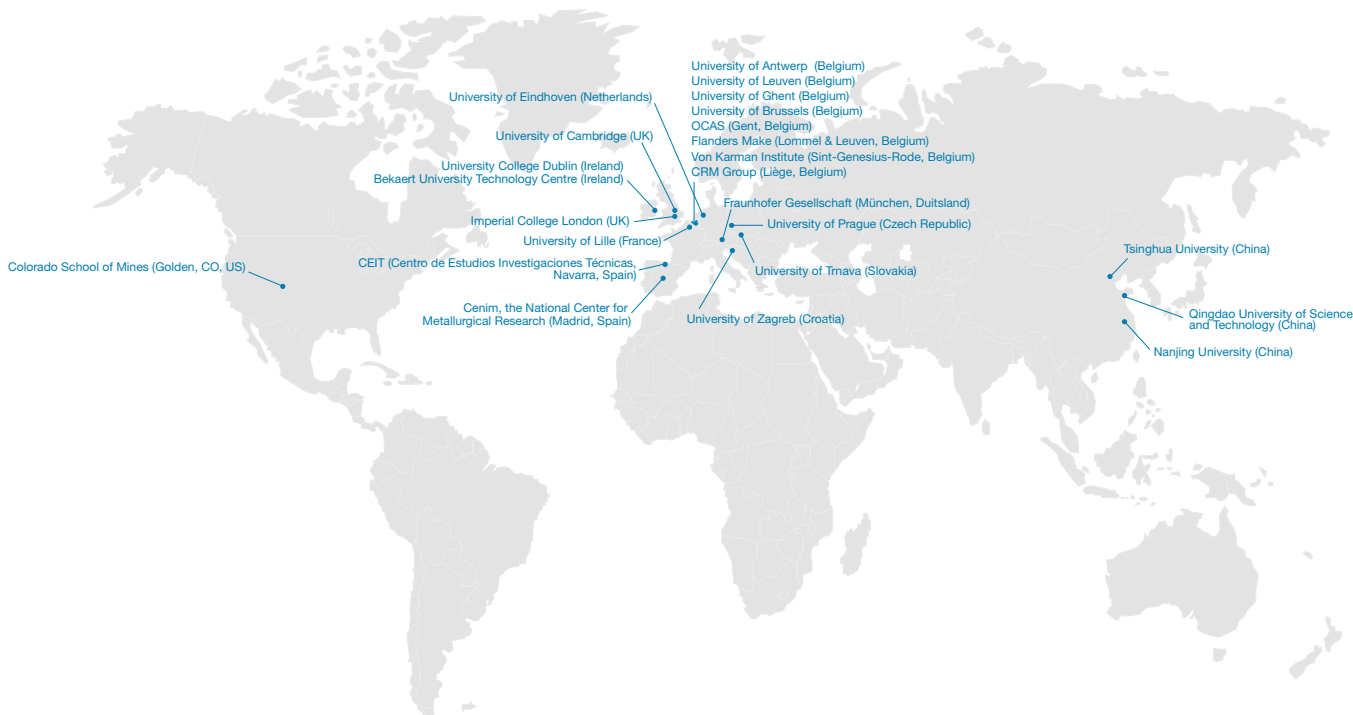 University of Antwerp (Belgium)
University of Leuven (Belgium)
University of Ghent (Belgium)
University of Brussels (Belgium)
OCAS (Gent, Belgium)
Flanders Make (Lommel & Leuven, Belgium)
Von Karman Institute (Sint-Genesius-Rode, Belgium)
CRM Group (Liège, Belgium)
University of Eindhoven (Netherlands)
University of Cambridge (UK)
University College Dublin (Ireland)
Bekaert University Technology Centre (Ireland)
Imperial College London (UK)
University of Lille (France)
CEIT (Centro de Estudios Investigaciones Técnicas,
Navarra, Spain)
Cenim, the National Center for
Metallurgical Research (Madrid, Spain)
Fraunhofer Gesellschaft (München, Duitsland)
University of Prague (Czech Republic)
University of Trnava (Slovakia)
University of Zagreb (Croatia)
Colorado School of Mines (Golden, CO, US)
Tsinghua University (China)
Qingdao University of Science
and Technology (China)
Nanjing University (China)